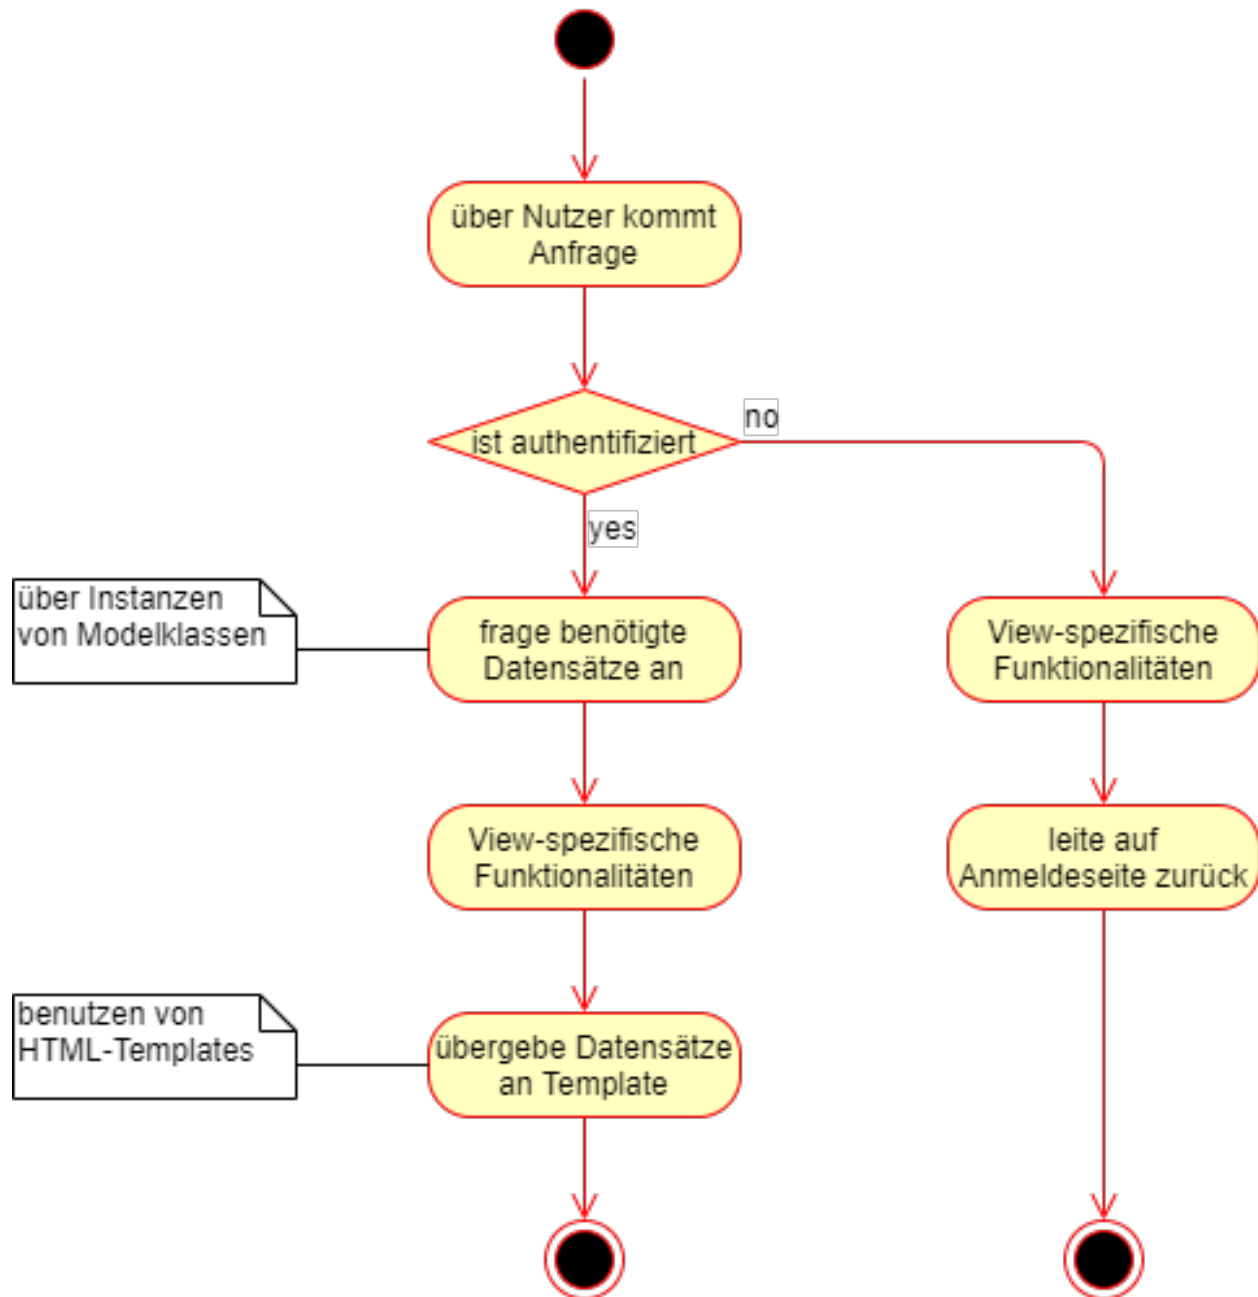 über Nutzer kommt
Anfrage
ist authentifiziert
no
yes
über Instanzen
von Modelklassen
frage benötigte
Datensätze an
View-spezifische
Funktionalitäten
View-spezifische
Funktionalitäten
leite auf
Anmeldeseite zurück
benutzen von
HTML-Templates
übergebe Datensätze
an Template